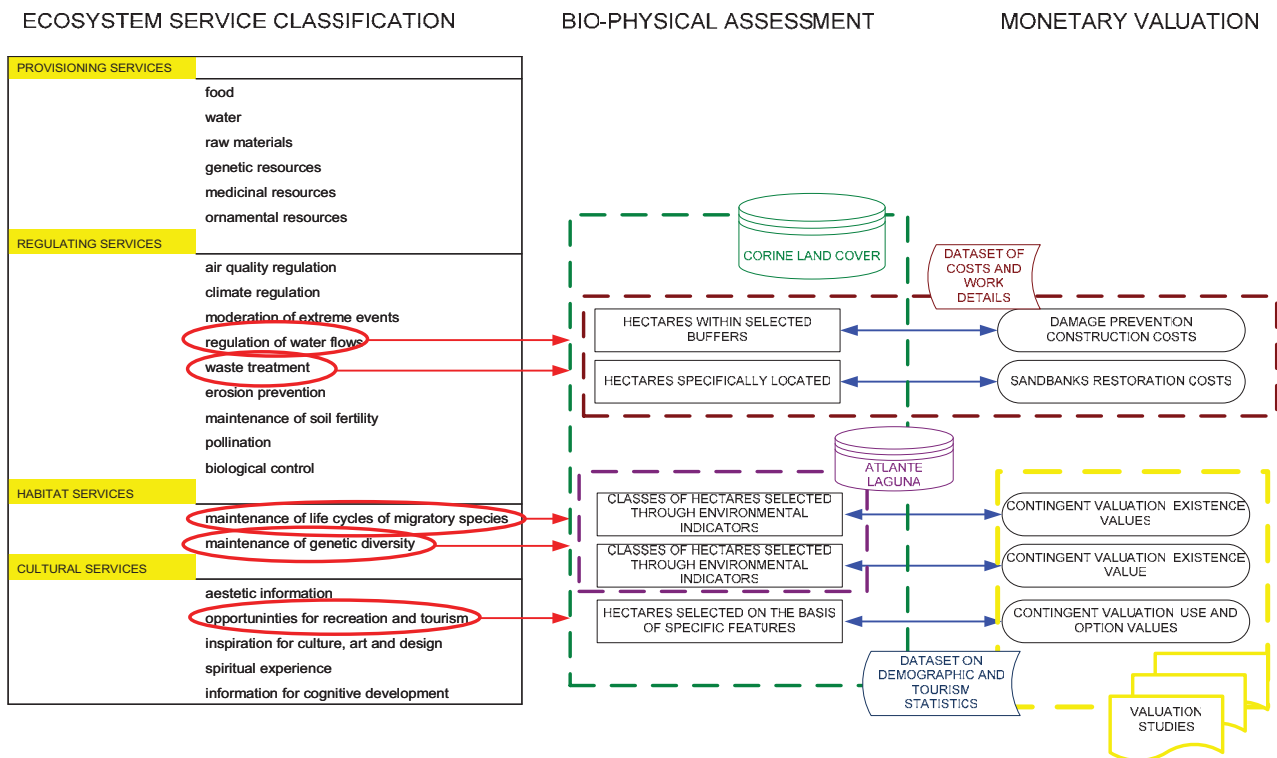 ECOSYSTEM SERVICE CLASSIFICATION
BIO-PHYSICAL ASSESSMENT
MONETARY VALUATION
PROVISIONING SERVICES
food
water
raw materials
genetic resources
medicinal resources
ornamental resources
REGULATING SERVICES
air quality regulation
climate regulation
moderation of extreme events
regulation of water flows
waste treatment
erosion prevention
maintenance of soil fertility
pollination
biological control
HABITAT SERVICES
maintenance of life cycles of migratory species
maintenance of genetic diversity
CULTURAL SERVICES
aestetic information
opportuninties for recreation and tourism
inspiration for culture, art and design
spiritual experience
information for cognitive development
CORINE LAND COVER
DATASET OF
COSTS AND
WORK
DETAILS
HECTARES WITHIN SELECTED
BUFFERS
DAMAGE PREVENTION
CONSTRUCTION COSTS
HECTARES SPECIFICALLY LOCATED
SANDBANKS RESTORATION COSTS
ATLANTE
LAGUNA
CLASSES OF HECTARES SELECTED
THROUGH ENVIRONMENTAL
INDICATORS
CONTINGENT VALUATION EXISTENCE
VALUES
CLASSES OF HECTARES SELECTED
THROUGH ENVIRONMENTAL
INDICATORS
CONTINGENT VALUATION EXISTENCE
VALUE
HECTARES SELECTED ON THE BASIS
OF SPECIFIC FEATURES
CONTINGENT VALUATION USE AND
OPTION VALUES
DATASET ON
DEMOGRAPHIC AND
TOURISM
STATISTICS
VALUATION
STUDIES